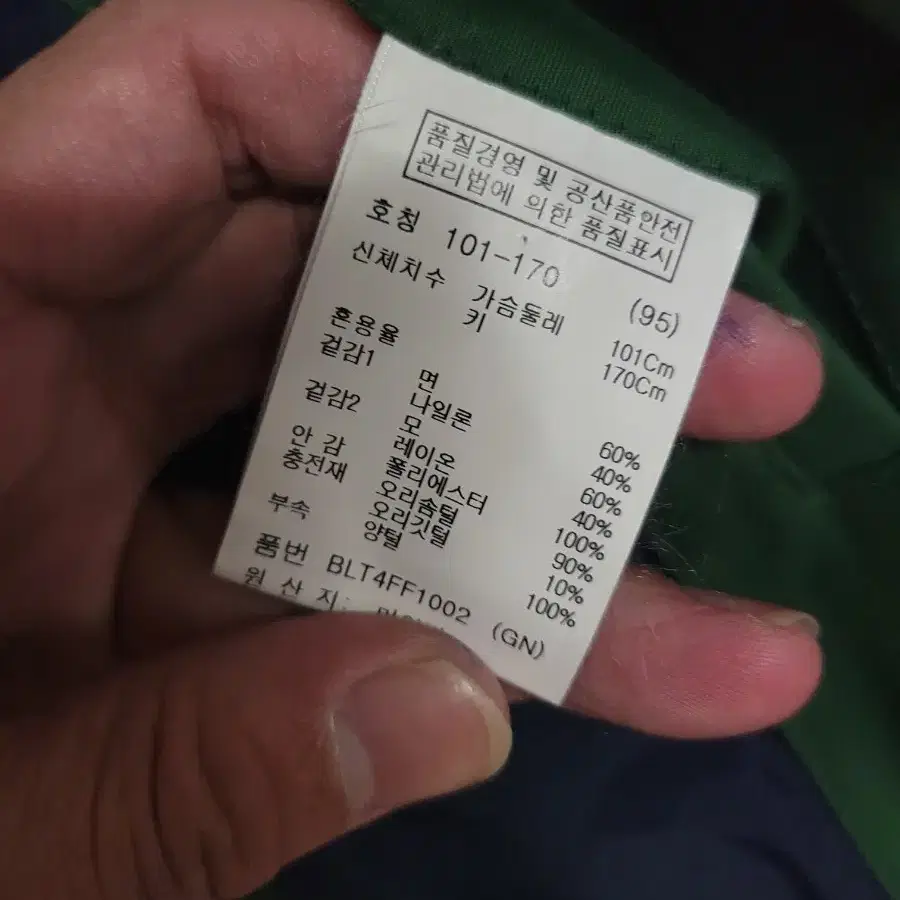 품질경영 및 공산품안전
관리법에 의한 품질표시
호칭 101-170 (95)
신체치수 가슴둘레 101Cm
키 170Cm
혼용율
겉감1 면 60%
나일론 40%
겉감2 모 60%
레이온 40%
안 감 폴리에스터 100%
충전재 오리솜털 90%
오리깃털 10%
부속 양털 100%
품번 BLT4FF1002 (GN)
원 산 지: